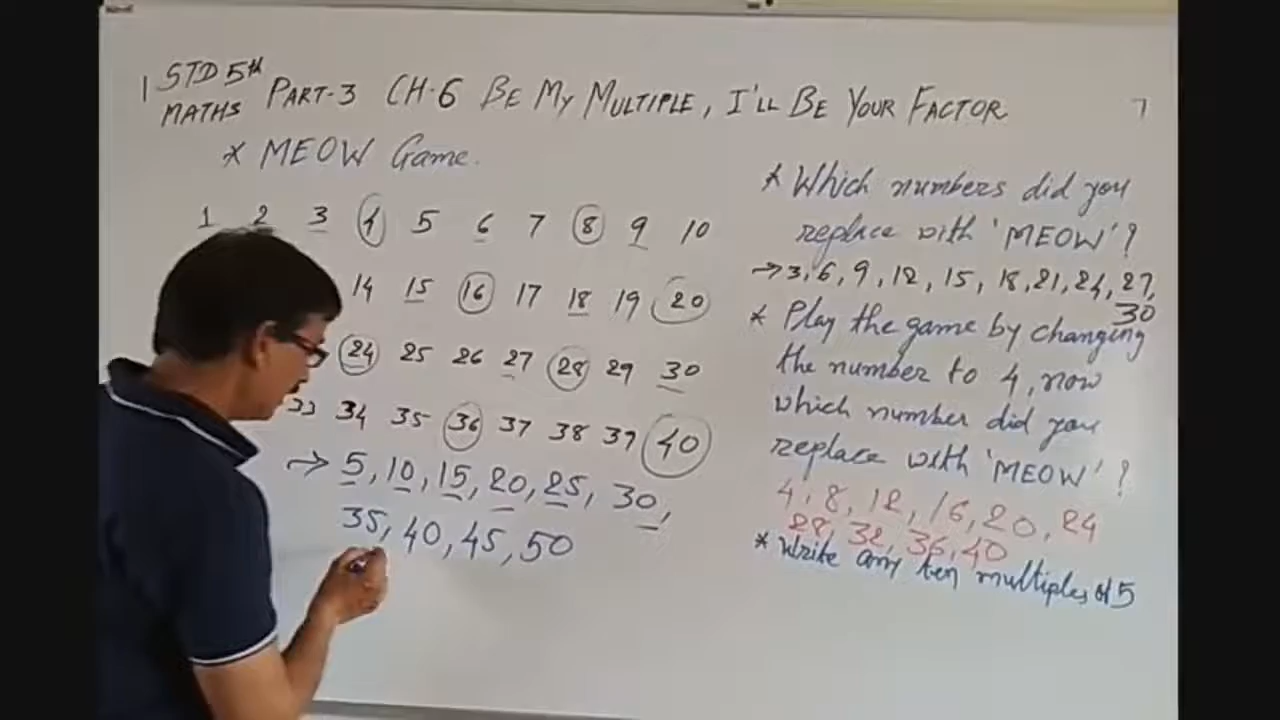 STD 5th
MATHS
PART-3 CH-6 BE MY MULTIPLE, I'LL BE YOUR FACTOR
* MEOW Game.
1 2 3 4 5 6 7 8 9 10
14 15 16 17 18 19 20
24 25 26 27 28 29 30
33 34 35 36 37 38 39 40
→ 5, 10, 15, 20, 25, 30,
35, 40, 45, 50
* Which numbers did you
replace with 'MEOW'?
→ 3, 6, 9, 12, 15, 18, 21, 24, 27,
30
* Play the game by changing
the number to 4, now
which number did you
replace with 'MEOW'?
4, 8, 12, 16, 20, 24
28, 32, 36, 40
* Write any ten multiples of 5